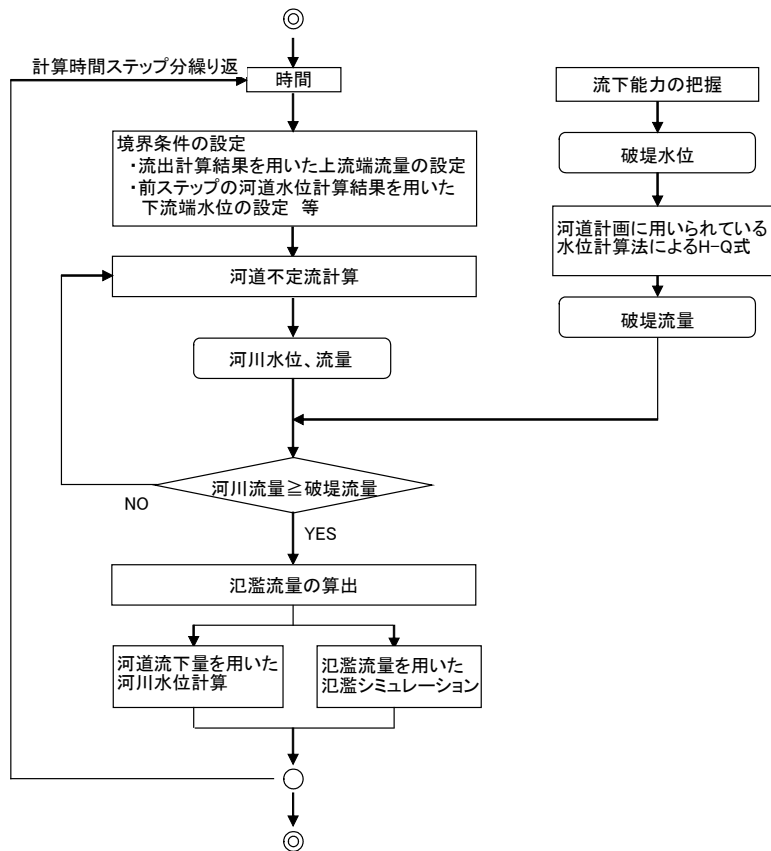 計算時間ステップ分繰り返
時間
境界条件の設定
・流出計算結果を用いた上流端流量の設定
・前ステップの河道水位計算結果を用いた
下流端水位の設定 等
河道不定流計算
河川水位、流量
流下能力の把握
破堤水位
河道計画に用いられている
水位計算法によるH-Q式
破堤流量
河川流量≧破堤流量
NO
YES
氾濫流量の算出
河道流下量を用いた
河川水位計算
氾濫流量を用いた
氾濫シミュレーション